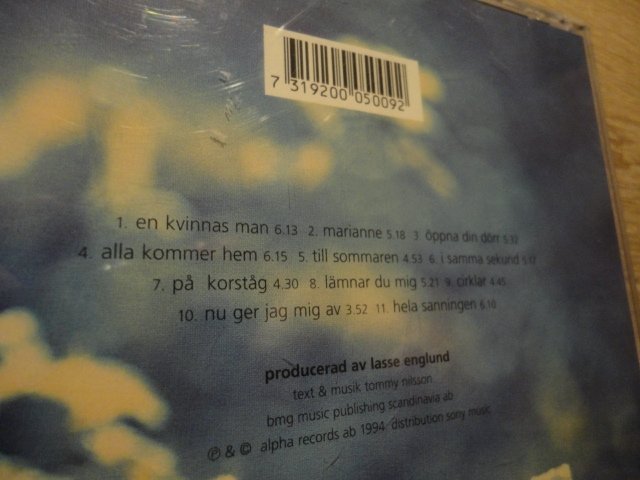 7 319200 050092
1. en kvinnas man 6.13 2. marianne 5.18 3. öppna din dörr 5.32
4. alla kommer hem 6.15 5. till sommaren 4.53 6. i samma sekund 5.17
7. på korståg 4.30 8. lämnar du mig 5.21 9. cirklar 4.45
10. nu ger jag mig av 3.52 11. hela sanningen 6.10
producerad av lasse englund
text & musik tommy nilsson
bmg music publishing scandinavia ab
℗ & © alpha records ab 1994 distribution sony music